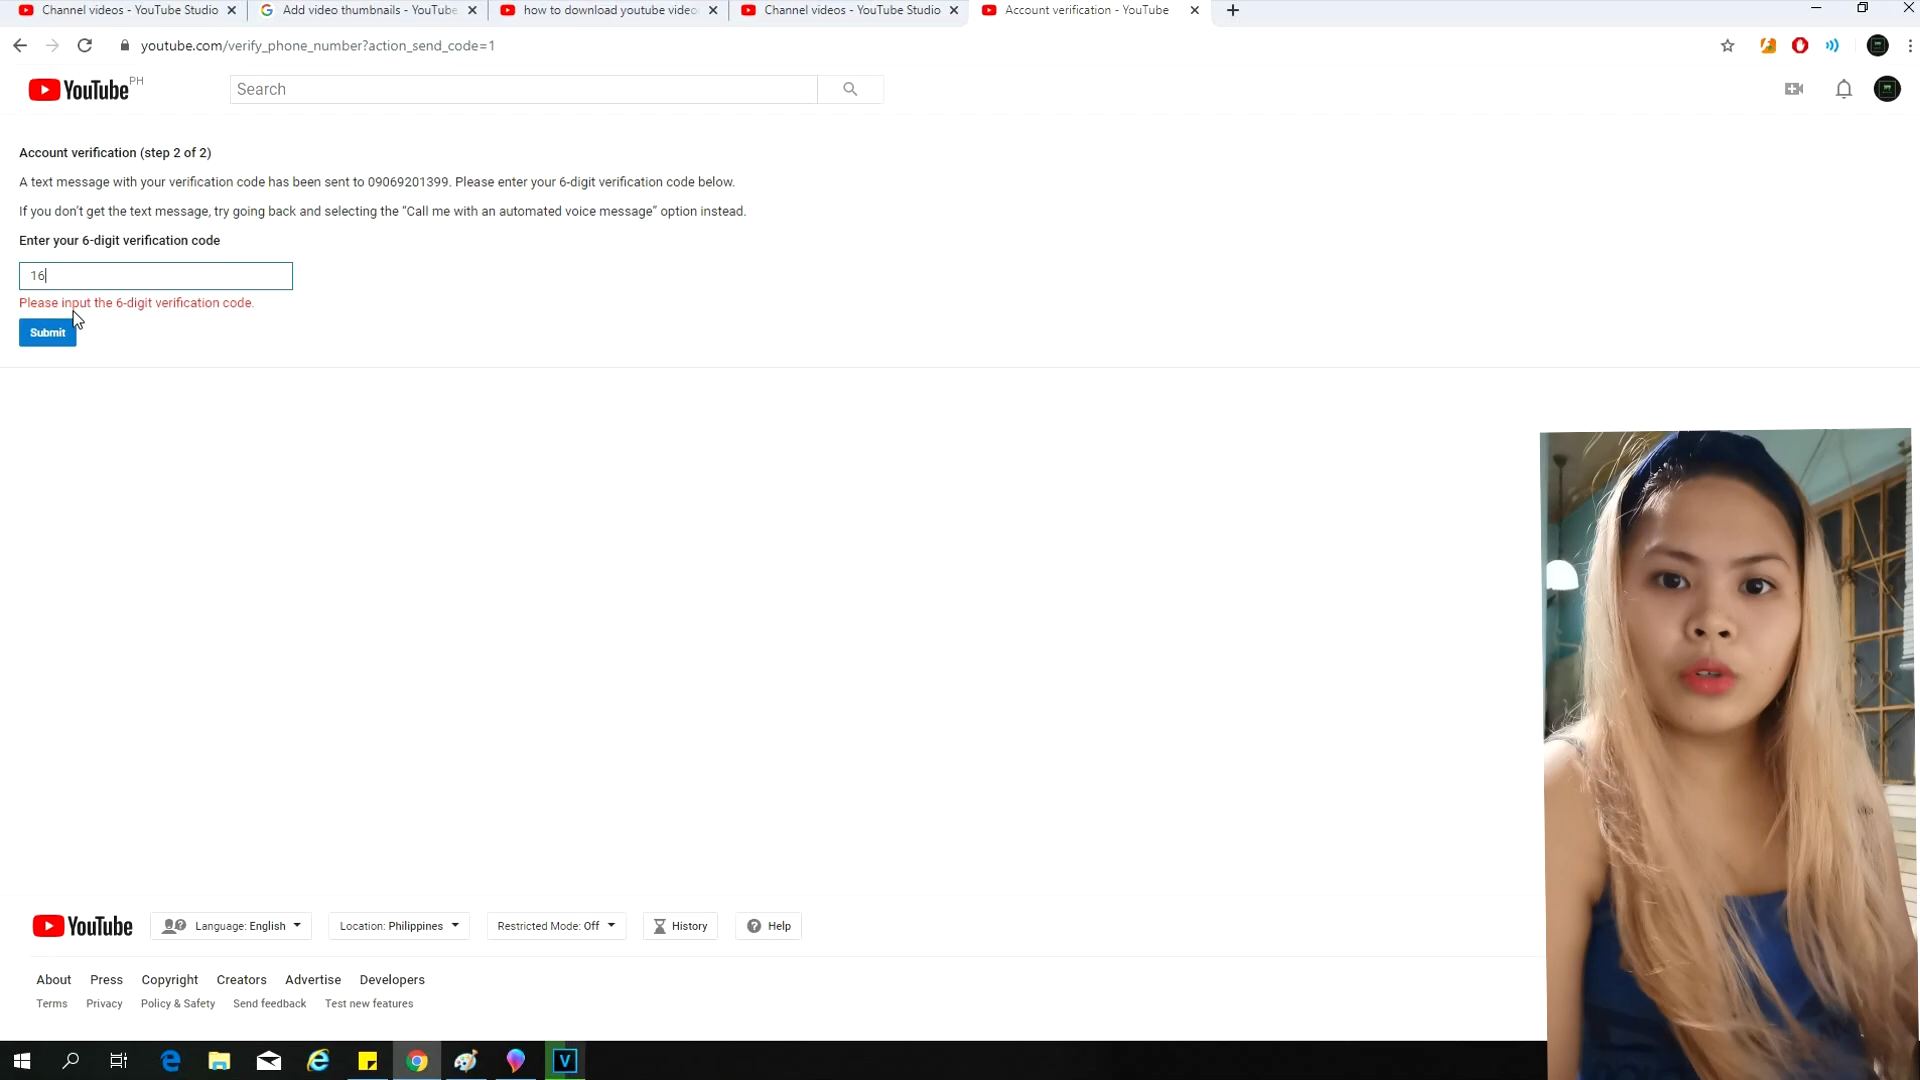 Channel videos - YouTube Studio
Add video thumbnails - YouTube
how to download youtube video
Channel videos - YouTube Studio
Account verification - YouTube
youtube.com/verify_phone_number?action_send_code=1
YouTube PH
Search
Account verification (step 2 of 2)
A text message with your verification code has been sent to 09069201399. Please enter your 6-digit verification code below.
If you don't get the text message, try going back and selecting the “Call me with an automated voice message” option instead.
Enter your 6-digit verification code
16
Please input the 6-digit verification code.
Submit
YouTube
Language: English
Location: Philippines
Restricted Mode: Off
History
Help
About Press Copyright Creators Advertise Developers
Terms Privacy Policy & Safety Send feedback Test new features
V